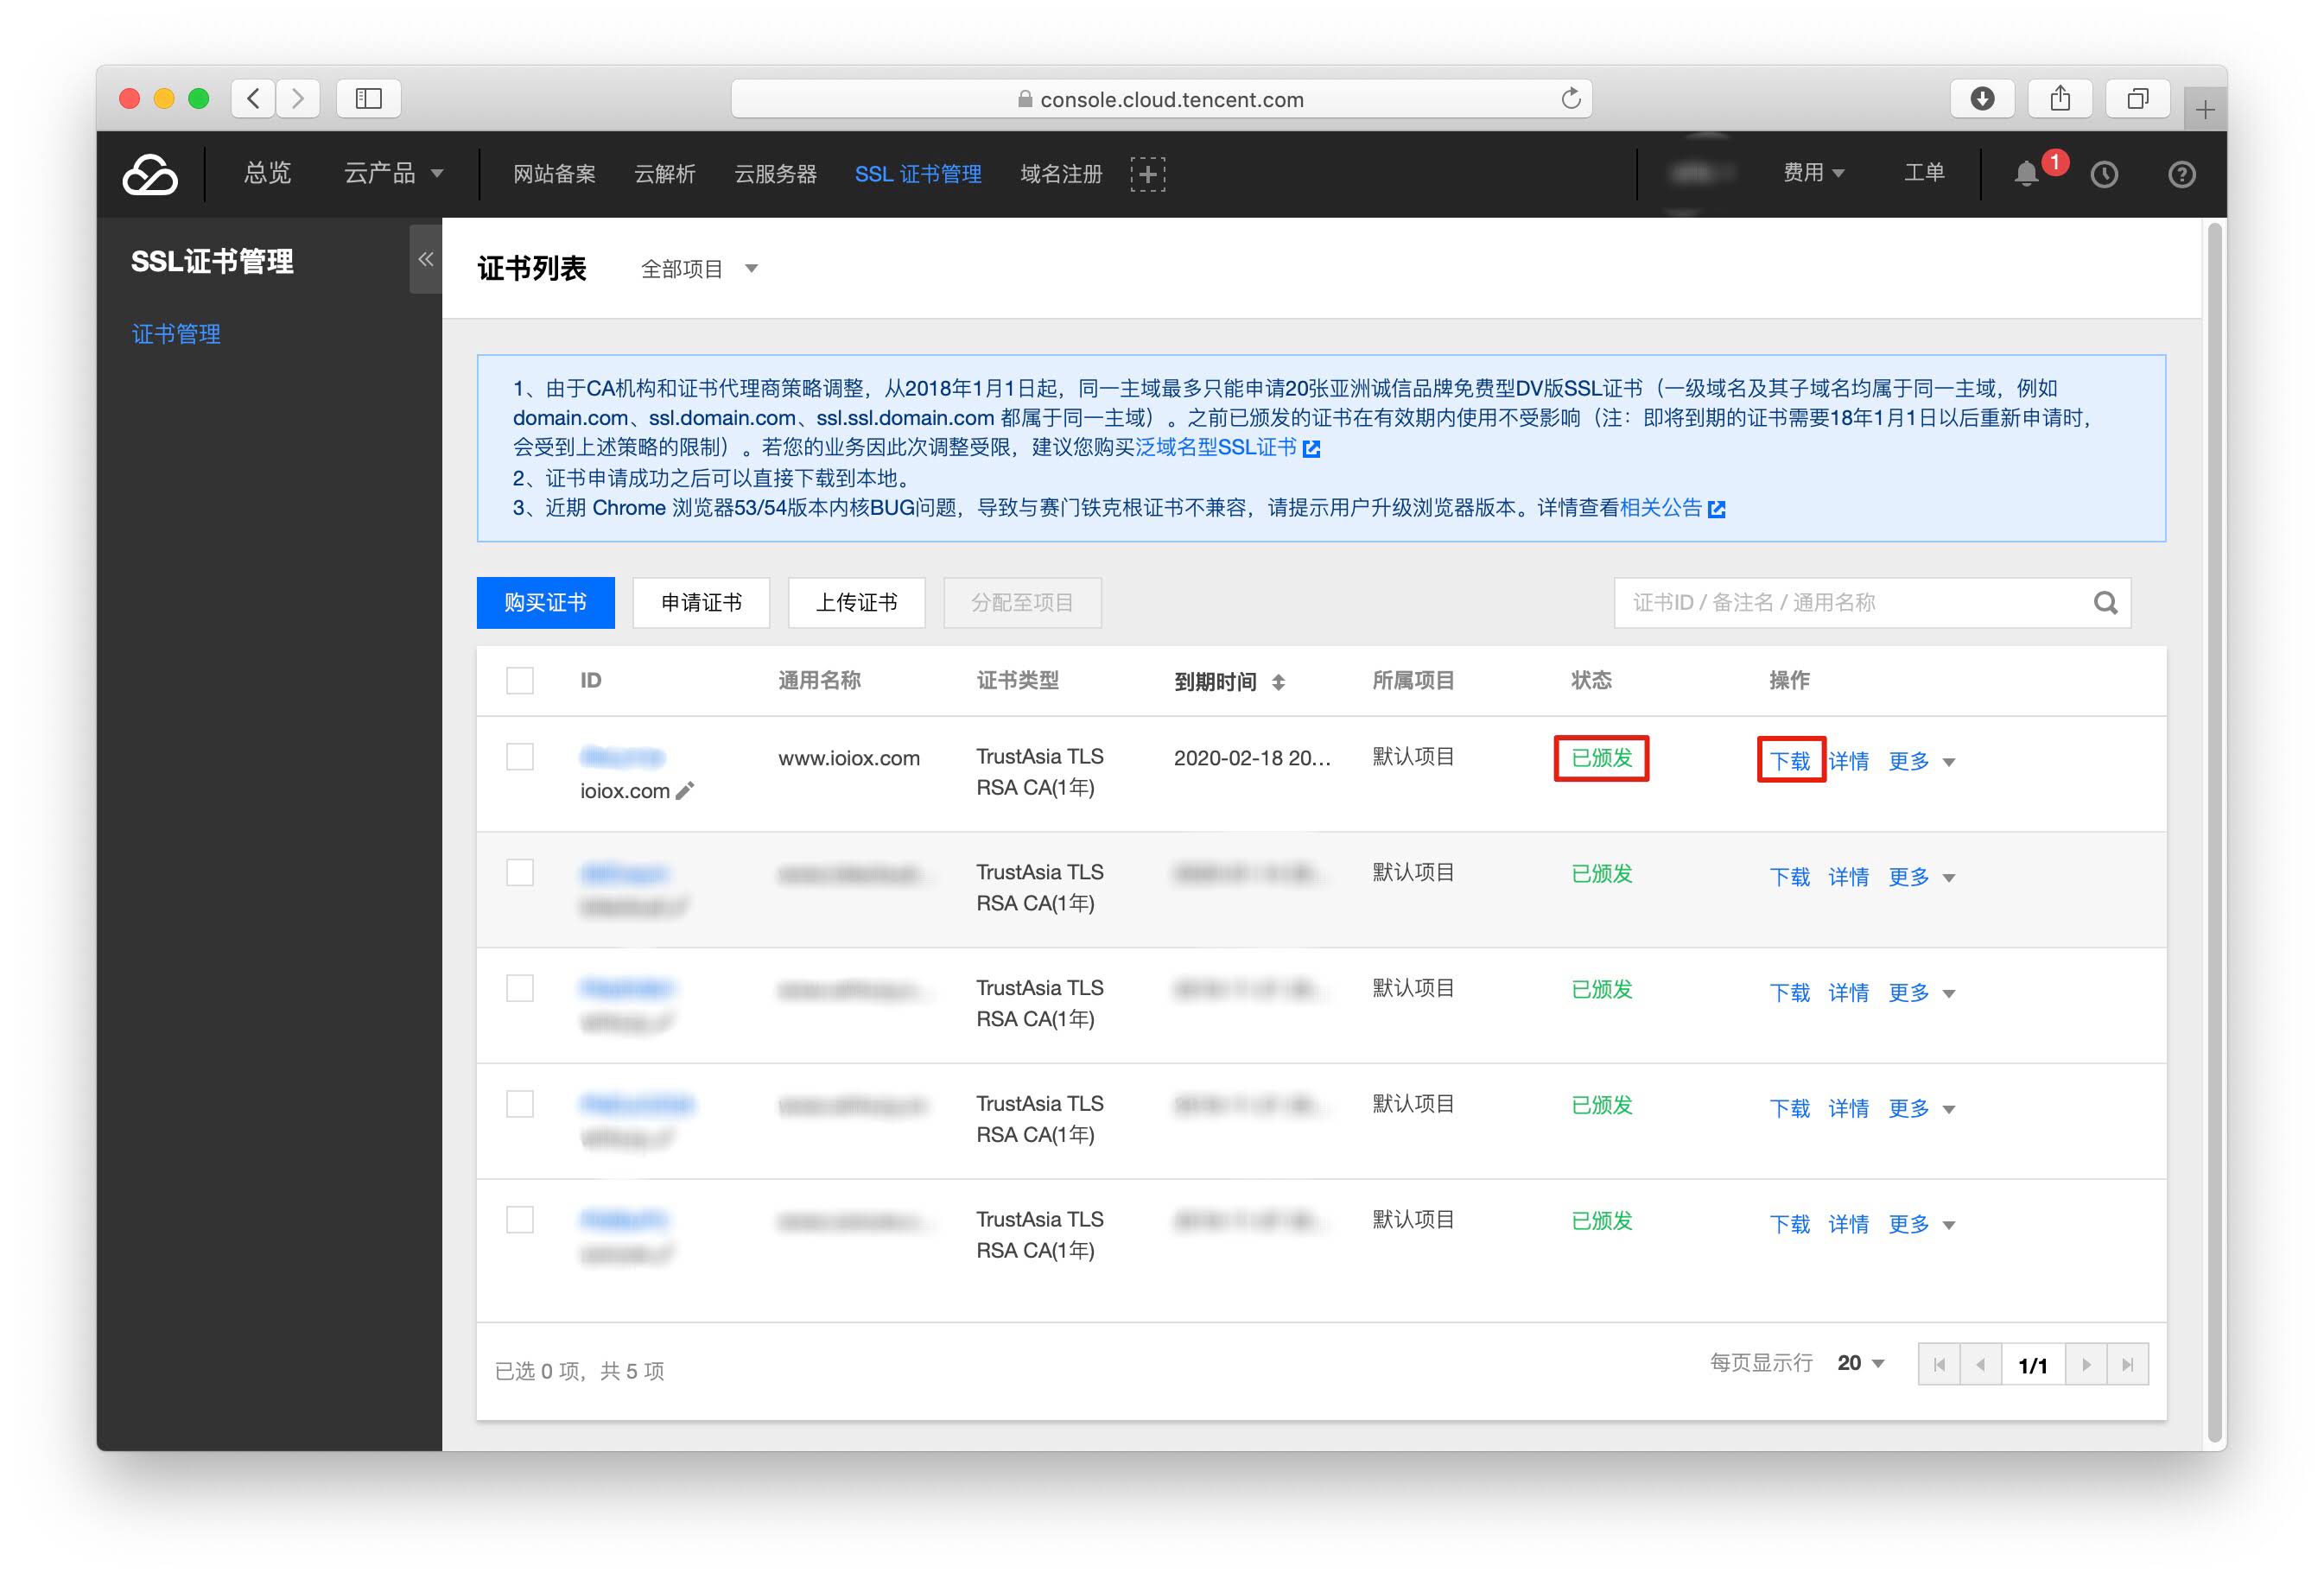 console.cloud.tencent.com
总览 云产品 网站备案 云解析 云服务器 SSL 证书管理 域名注册 费用 工单 1
SSL证书管理
证书管理
证书列表 全部项目
1、由于CA机构和证书代理商策略调整，从2018年1月1日起，同一主域最多只能申请20张亚洲诚信品牌免费型DV版SSL证书（一级域名及其子域名均属于同一主域，例如
domain.com、ssl.domain.com、ssl.ssl.domain.com 都属于同一主域）。之前已颁发的证书在有效期内使用不受影响（注：即将到期的证书需要18年1月1日以后重新申请时，
会受到上述策略的限制）。若您的业务因此次调整受限，建议您购买泛域名型SSL证书
2、证书申请成功之后可以直接下载到本地。
3、近期 Chrome 浏览器53/54版本内核BUG问题，导致与赛门铁克根证书不兼容，请提示用户升级浏览器版本。详情查看相关公告
购买证书 申请证书 上传证书 分配至项目 证书ID / 备注名 / 通用名称
ID 通用名称 证书类型 到期时间 所属项目 状态 操作
www.ioiox.com TrustAsia TLS 2020-02-18 20... 默认项目 已颁发 下载 详情 更多
ioiox.com RSA CA(1年)
TrustAsia TLS 默认项目 已颁发 下载 详情 更多
RSA CA(1年)
TrustAsia TLS 默认项目 已颁发 下载 详情 更多
RSA CA(1年)
TrustAsia TLS 默认项目 已颁发 下载 详情 更多
RSA CA(1年)
TrustAsia TLS 默认项目 已颁发 下载 详情 更多
RSA CA(1年)
已选 0 项，共 5 项 每页显示行 20 1/1